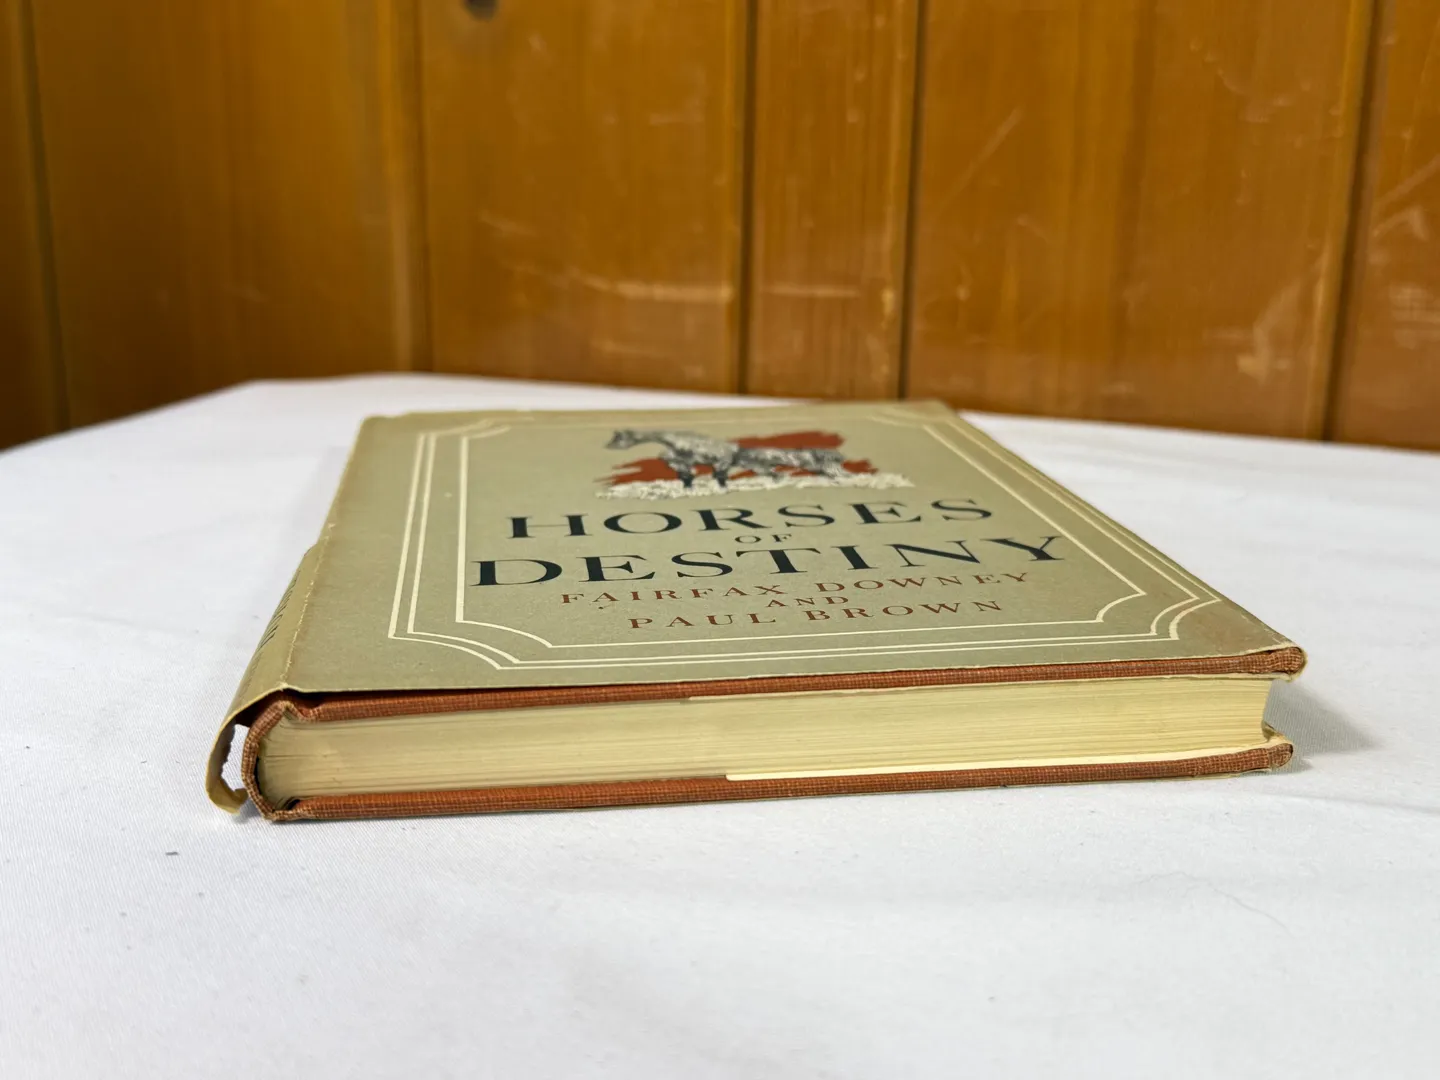 HORSES
OF
DESTINY
FAIRFAX DOWNEY
AND
PAUL BROWN